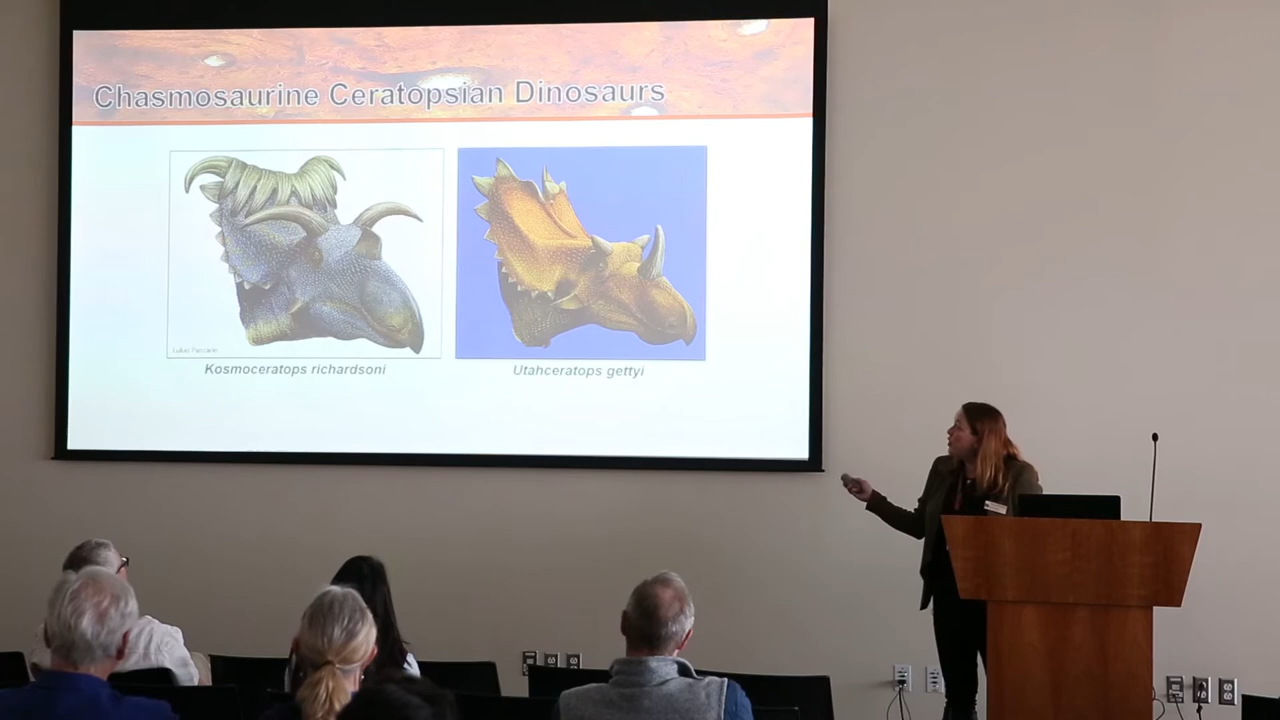 Chasmosaurine Ceratopsian Dinosaurs
Kosmoceratops richardsoni
Utahceratops gettyi